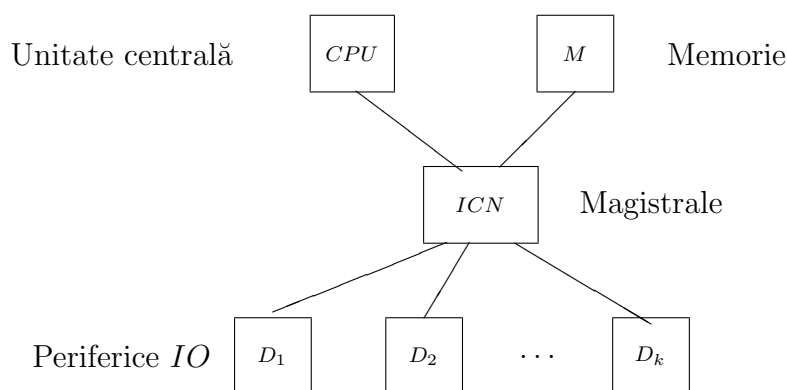 Unitate centrală CPU M Memorie
ICN Magistrale
Periferice IO D₁ D₂ ··· Dₖ